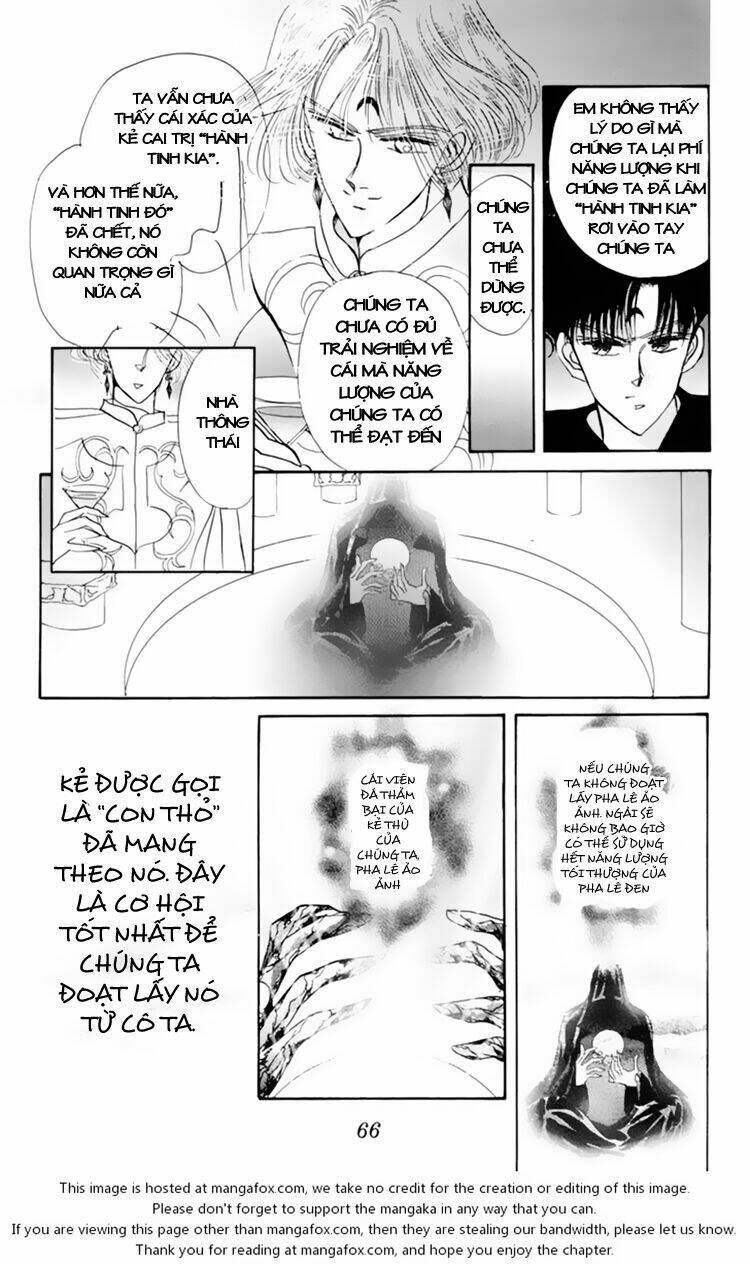 EM KHÔNG THẤY
LÝ DO GÌ MÀ
CHÚNG TA LẠI PHÍ
NĂNG LƯỢNG KHI
CHÚNG TA ĐÃ LÀM
"HÀNH TINH KIA"
RƠI VÀO TAY
CHÚNG TA
CHÚNG
TA
CHƯA
THỂ
DỪNG
ĐƯỢC.
TA VẪN CHƯA
THẤY CÁI XÁC CỦA
KẺ CAI TRỊ "HÀNH
TINH KIA".
VÀ HƠN THẾ NỮA,
"HÀNH TINH ĐÓ"
ĐÃ CHẾT, NÓ
KHÔNG CÒN
QUAN TRỌNG GÌ
NỮA CẢ
CHÚNG TA
CHƯA CÓ ĐỦ
TRẢI NGHIỆM VỀ
CÁI MÀ NĂNG
LƯỢNG CỦA
CHÚNG TA CÓ
THỂ ĐẠT ĐẾN
NHÀ
THÔNG
THÁI
NẾU CHÚNG
TA KHÔNG ĐOẠT
LẤY PHA LÊ ẢO
ẢNH. NGÀI SẼ
KHÔNG BAO GIỜ
CÓ THỂ SỬ DỤNG
HẾT NĂNG LƯỢNG
TỐI THƯỢNG CỦA
PHA LÊ ĐEN
CÁI VIÊN
ĐÁ THẢM
BẠI CỦA
KẺ THÙ
CỦA
CHÚNG TA,
PHA LÊ ẢO
ẢNH
KẺ ĐƯỢC GỌI
LÀ "CON THỎ"
ĐÃ MANG
THEO NÓ. ĐÂY
LÀ CƠ HỘI
TỐT NHẤT ĐỂ
CHÚNG TA
ĐOẠT LẤY NÓ
TỪ CÔ TA.
66
This image is hosted at mangafox.com, we take no credit for the creation or editing of this image.
Please don't forget to support the mangaka in any way that you can.
If you are viewing this page other than mangafox.com, then they are stealing our bandwidth, please let us know.
Thank you for reading at mangafox.com, and hope you enjoy the chapter.